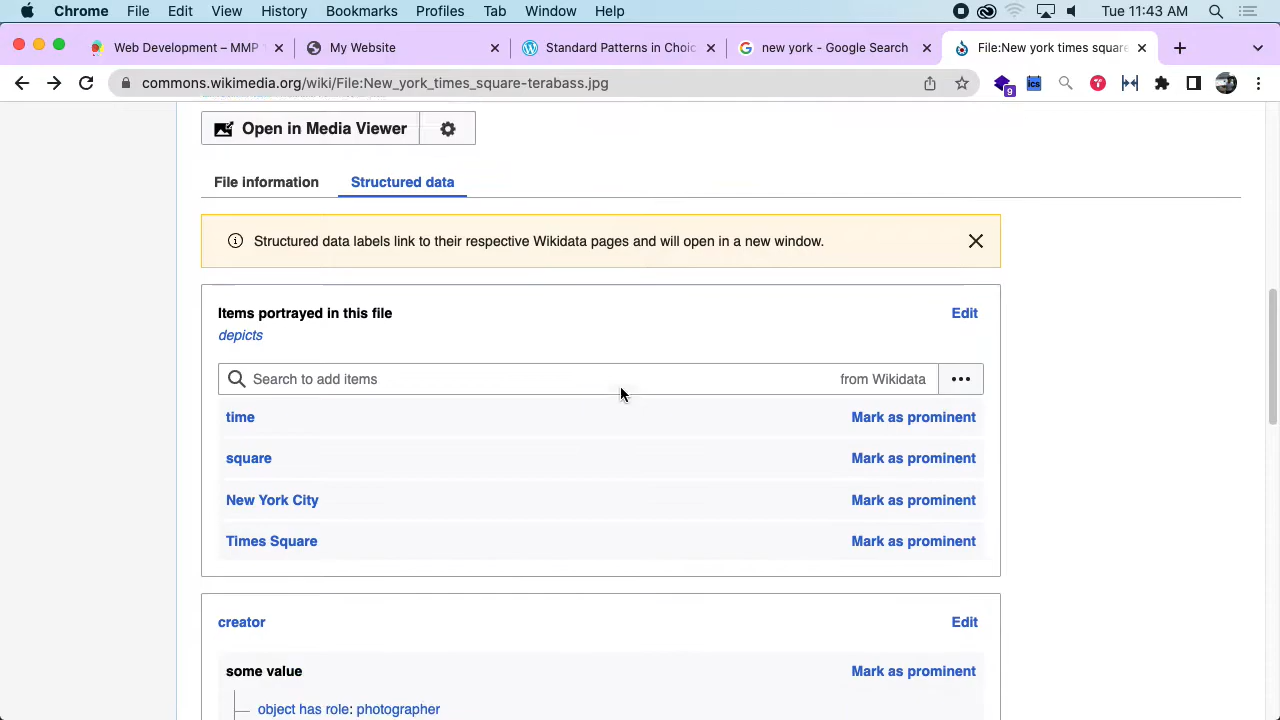 Chrome File Edit View History Bookmarks Profiles Tab Window Help Tue 11:43 AM
Web Development – MMP My Website Standard Patterns in Choic new york - Google Search File:New york times square
commons.wikimedia.org/wiki/File:New_york_times_square-terabass.jpg ics 9
Open in Media Viewer
File information Structured data
Structured data labels link to their respective Wikidata pages and will open in a new window.
Items portrayed in this file Edit
depicts
Search to add items from Wikidata
time Mark as prominent
square Mark as prominent
New York City Mark as prominent
Times Square Mark as prominent
creator Edit
some value Mark as prominent
object has role: photographer